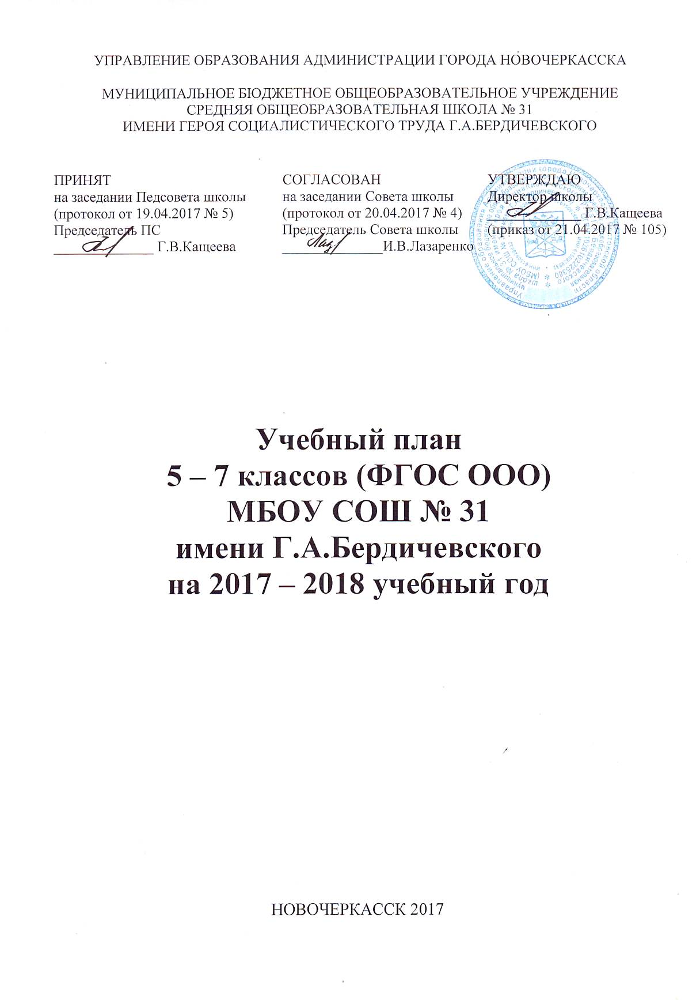 УПРАВЛЕНИЕ ОБРАЗОВАНИЯ АДМИНИСТРАЦИИ ГОРОДА НОВОЧЕРКАССКА
МУНИЦИПАЛЬНОЕ БЮДЖЕТНОЕ ОБЩЕОБРАЗОВАТЕЛЬНОЕ УЧРЕЖДЕНИЕ
СРЕДНЯЯ ОБЩЕОБРАЗОВАТЕЛЬНАЯ ШКОЛА № 31
ИМЕНИ ГЕРОЯ СОЦИАЛИСТИЧЕСКОГО ТРУДА Г.А.БЕРДИЧЕВСКОГО
ПРИНЯТ
на заседании Педсовета школы
(протокол от 19.04.2017 № 5)
Председатель ПС
______________ Г.В.Кащеева
СОГЛАСОВАН
на заседании Совета школы
(протокол от 20.04.2017 № 4)
Председатель Совета школы
______________И.В.Лазаренко
УТВЕРЖДАЮ
Директор школы
_____________ Г.В.Кащеева
(приказ от 21.04.2017 № 105)
Учебный план
5 – 7 классов (ФГОС ООО)
МБОУ СОШ № 31
имени Г.А.Бердичевского
на 2017 – 2018 учебный год
НОВОЧЕРКАССК 2017